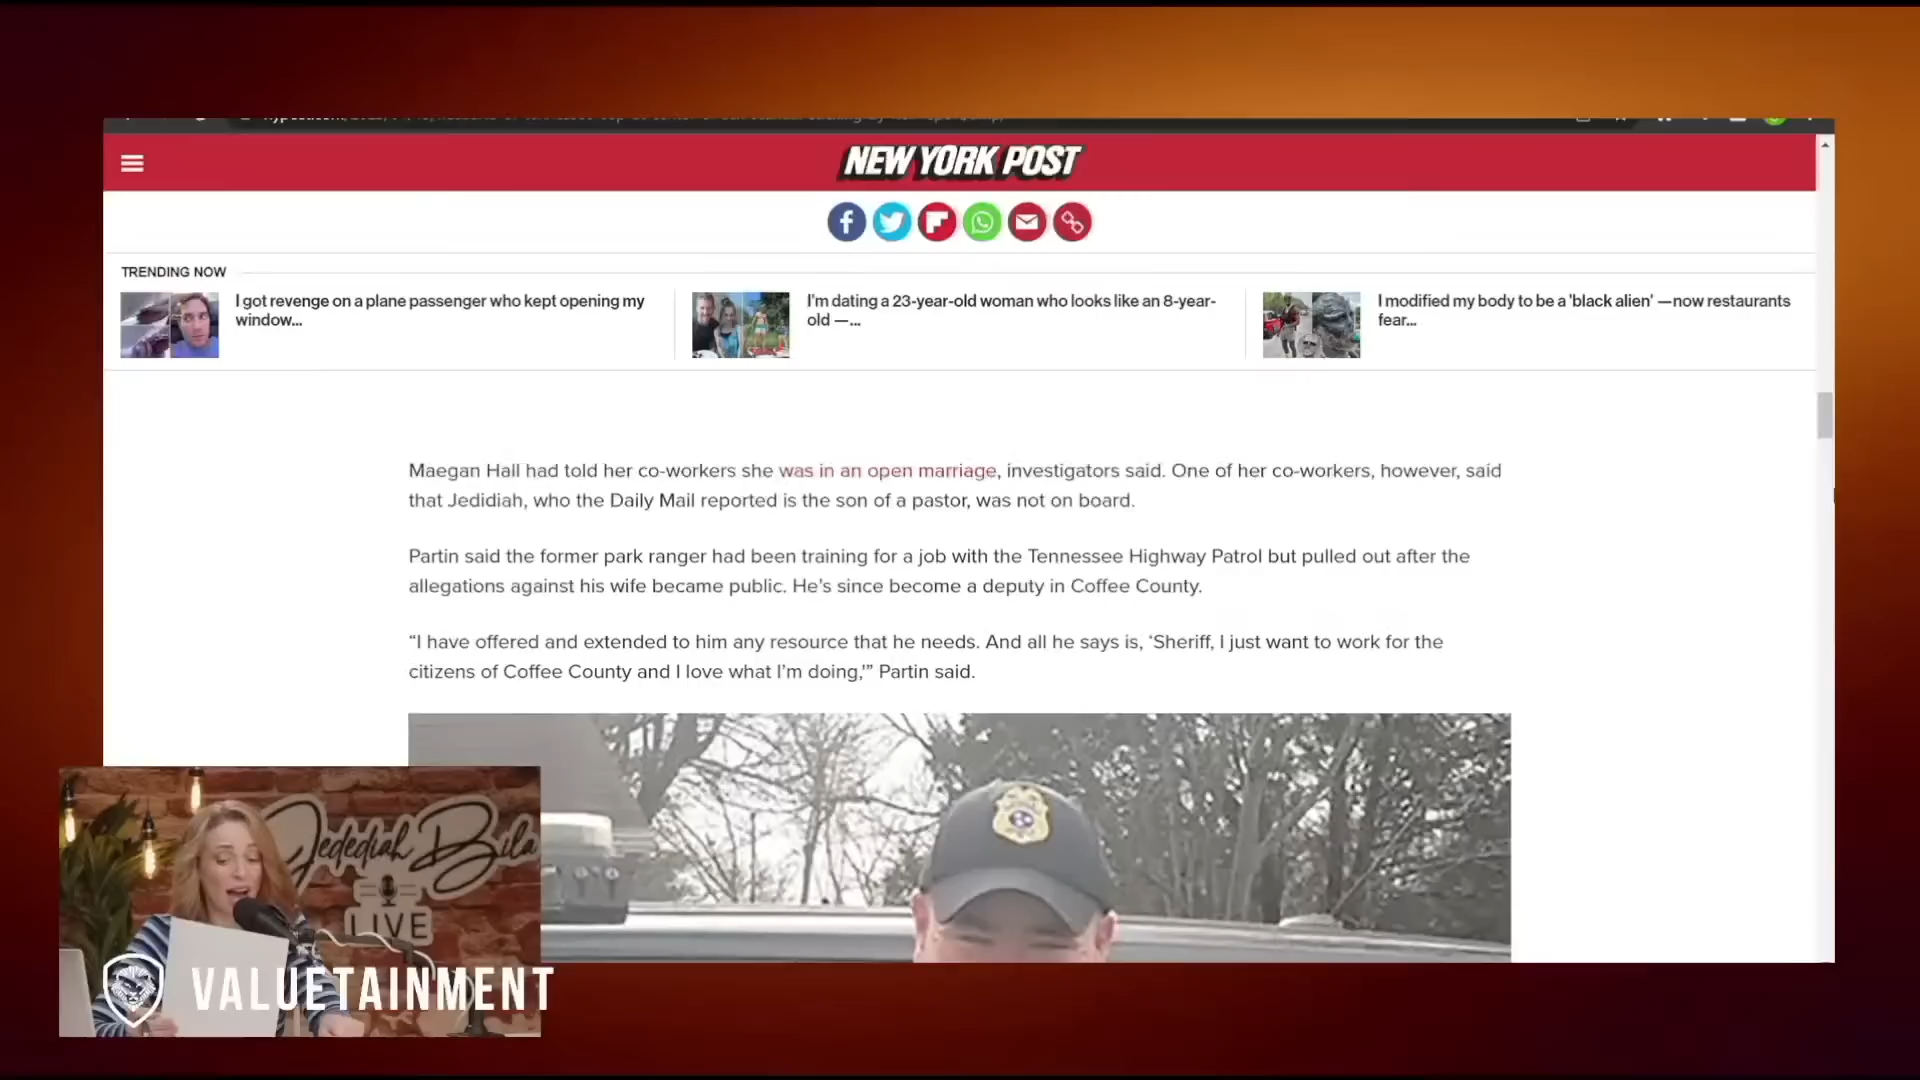 NEW YORK POST
TRENDING NOW
I got revenge on a plane passenger who kept opening my
window...
I'm dating a 23-year-old woman who looks like an 8-year-
old —...
I modified my body to be a 'black alien' —now restaurants
fear...
Maegan Hall had told her co-workers she was in an open marriage, investigators said. One of her co-workers, however, said
that Jedidiah, who the Daily Mail reported is the son of a pastor, was not on board.
Partin said the former park ranger had been training for a job with the Tennessee Highway Patrol but pulled out after the
allegations against his wife became public. He's since become a deputy in Coffee County.
“I have offered and extended to him any resource that he needs. And all he says is, ‘Sheriff, I just want to work for the
citizens of Coffee County and I love what I'm doing,'” Partin said.
Jedediah Bila
LIVE
VALUETAINMENT